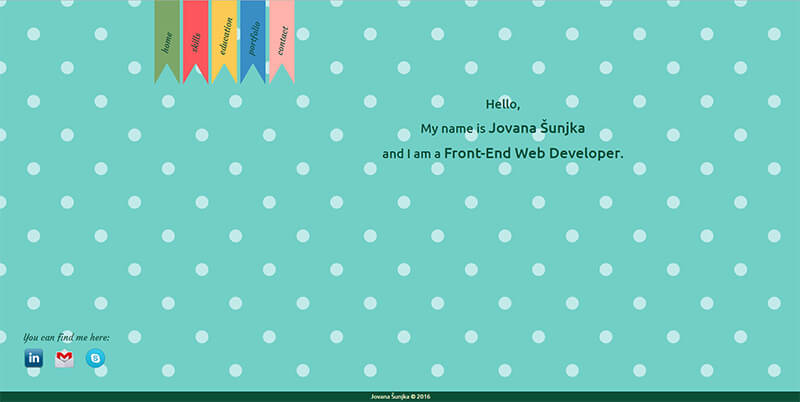 home
skills
education
portfolio
contact
Hello,
My name is Jovana Šunjka
and I am a Front-End Web Developer.
You can find me here:
in
Jovana Šunjka © 2016